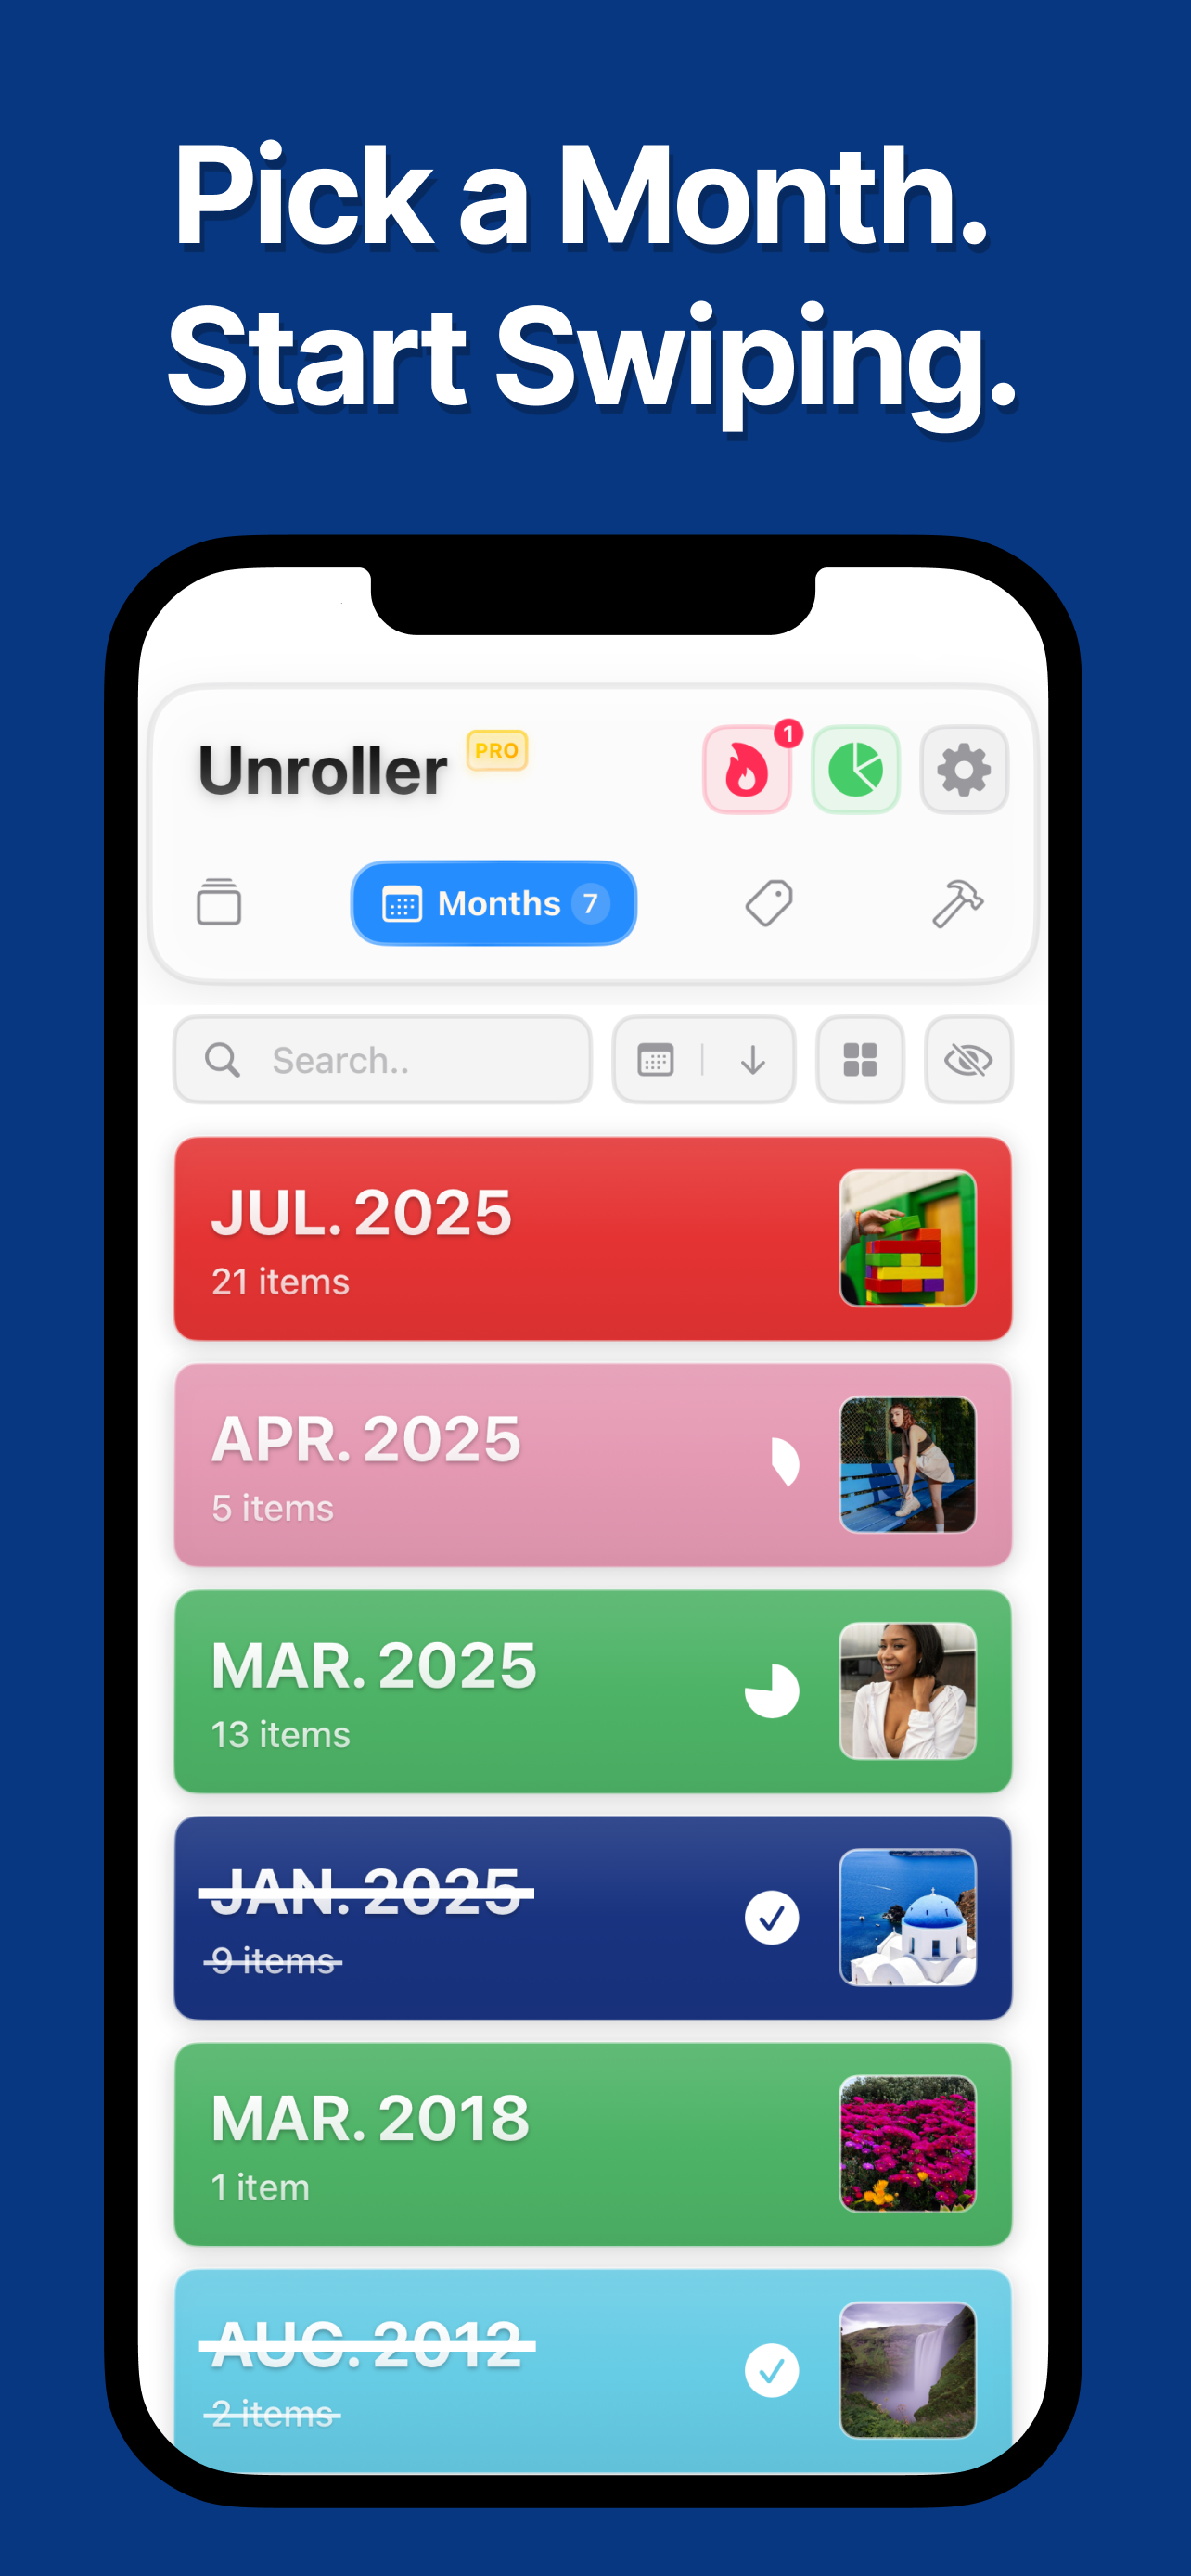 Pick a Month.
Start Swiping.
Unroller PRO
1
Months 7
Search..
JUL. 2025
21 items
APR. 2025
5 items
MAR. 2025
13 items
JAN. 2025
9 items
MAR. 2018
1 item
AUG. 2012
2 items